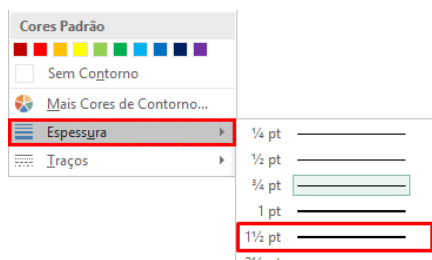 Cores Padrão
Sem Contorno
Mais Cores de Contorno...
Espessura
Traços
¼ pt
½ pt
¾ pt
1 pt
1½ pt